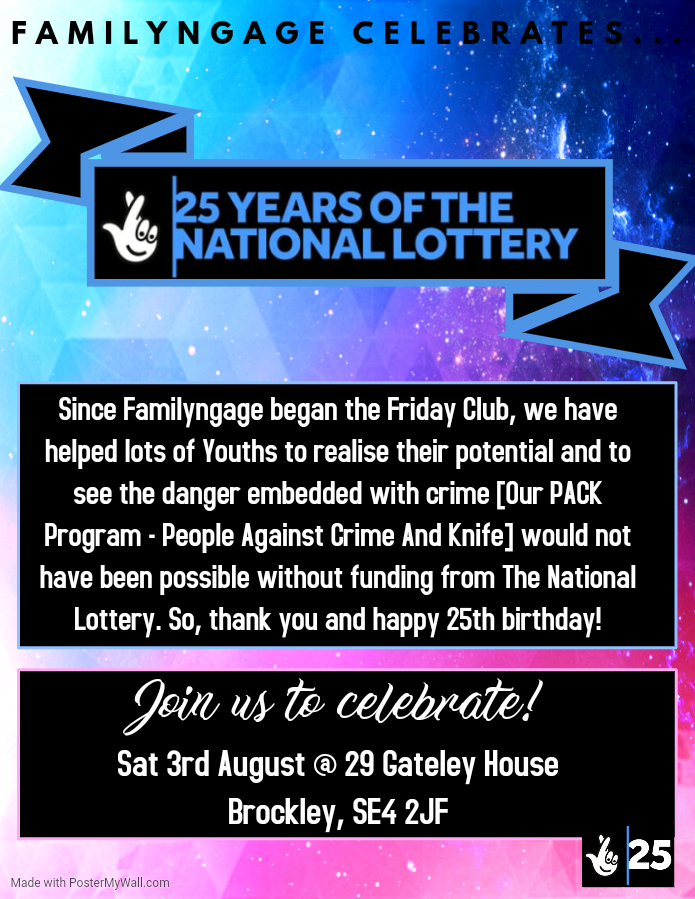 FAMILYNGAGE CELEBRATES...
25 YEARS OF THE
NATIONAL LOTTERY
Since Familyngage began the Friday Club, we have
helped lots of Youths to realise their potential and to
see the danger embedded with crime [Our PACK
Program - People Against Crime And Knife] would not
have been possible without funding from The National
Lottery. So, thank you and happy 25th birthday!
Join us to celebrate!
Sat 3rd August @ 29 Gateley House
Brockley, SE4 2JF
25
Made with PosterMyWall.com